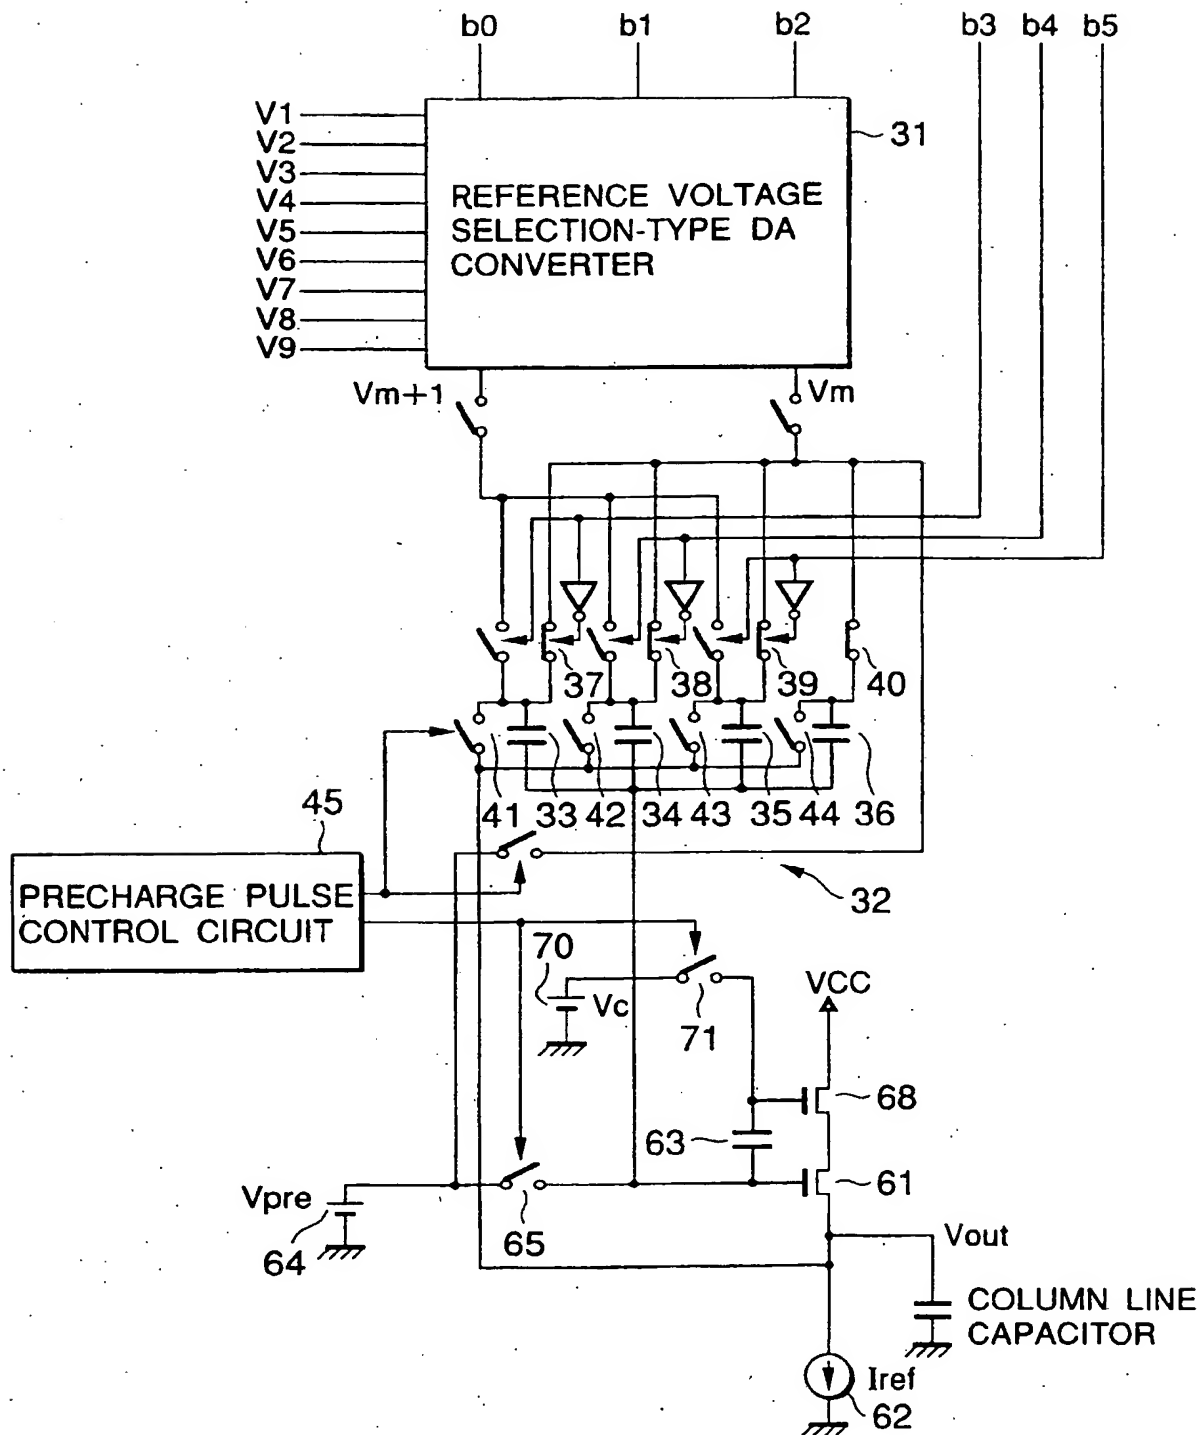 b0 b1 b2 b3 b4 b5
V1
V2
V3
V4
V5
V6
V7
V8
V9
31
REFERENCE VOLTAGE
SELECTION-TYPE DA
CONVERTER
Vm+1 Vm
37 38 39 40
41 33 42 34 43 35 44 36
45
PRECHARGE PULSE
CONTROL CIRCUIT
32
70
Vc
71
VCC
68
63
61
Vpre
64
65
Vout
COLUMN LINE
CAPACITOR
Iref
62